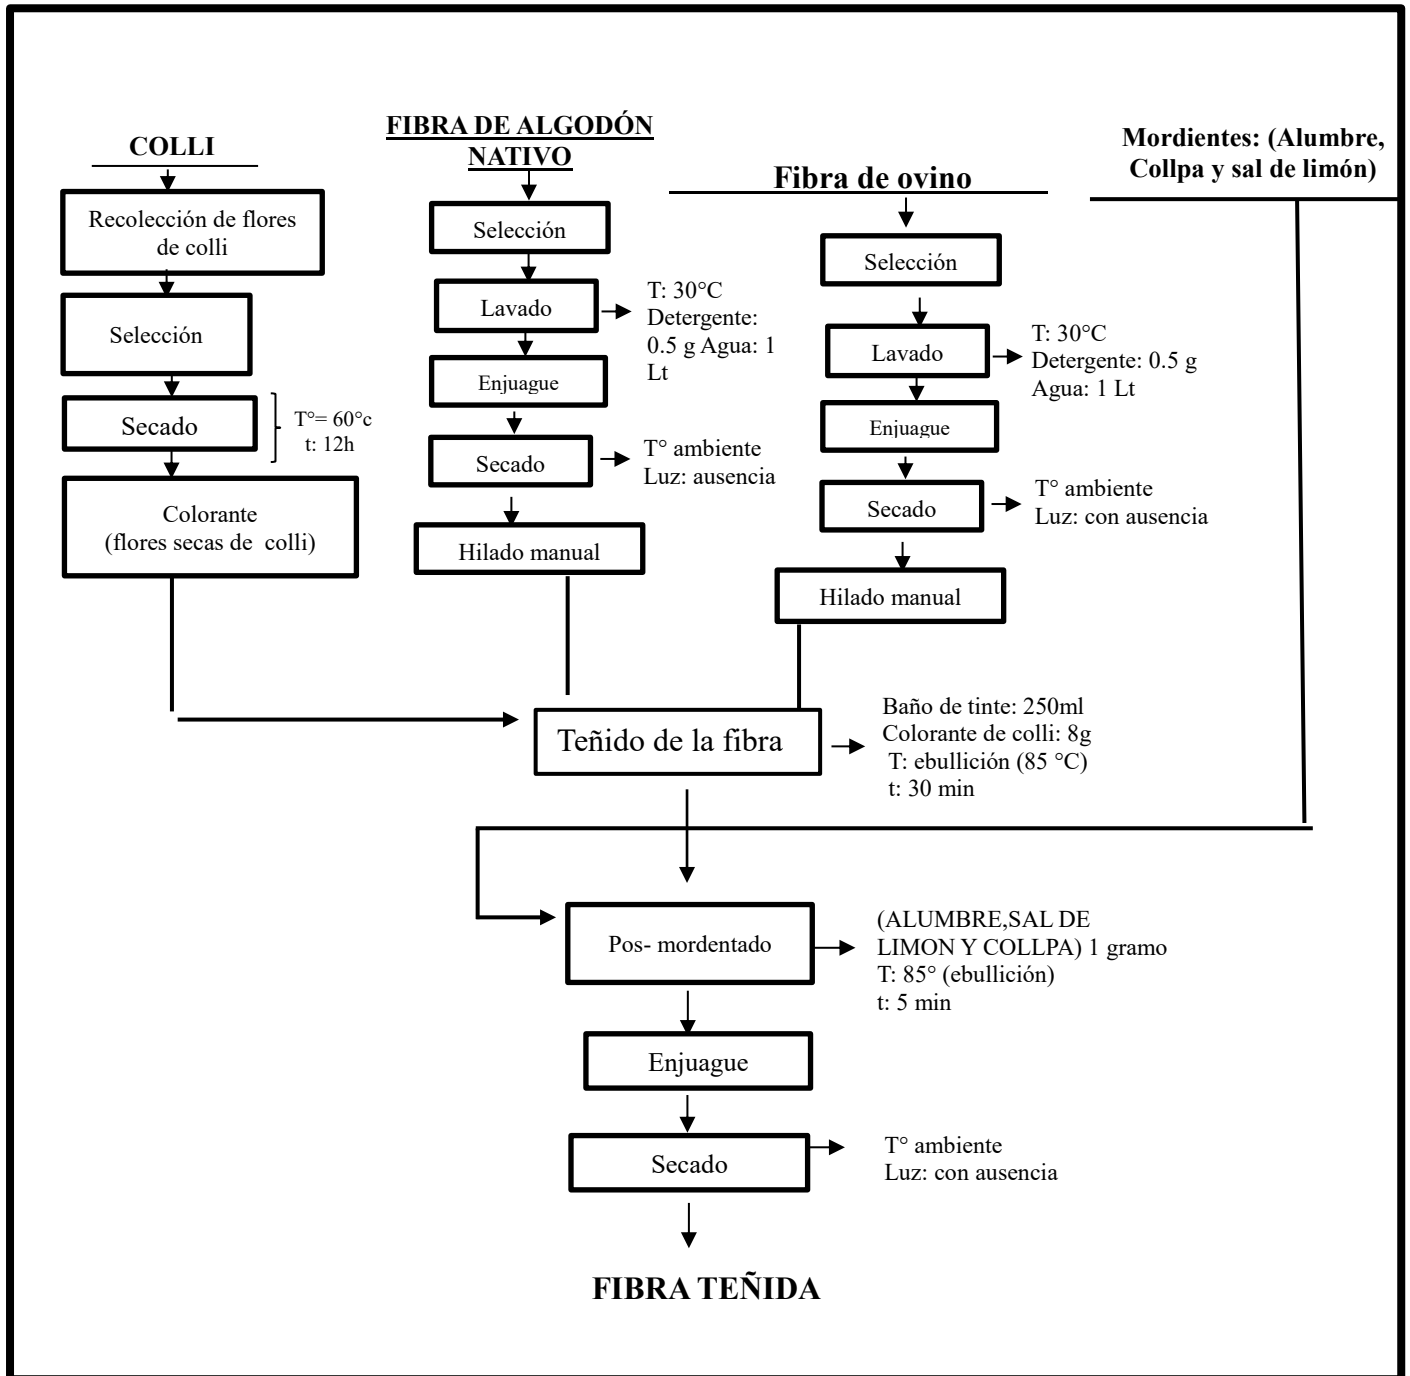 COLLI
Recolección de flores
de colli
Selección
Secado
T°= 60°c
t: 12h
Colorante
(flores secas de colli)
FIBRA DE ALGODÓN
NATIVO
Selección
Lavado
T: 30°C
Detergente:
0.5 g Agua: 1
Lt
Enjuague
Secado
T° ambiente
Luz: ausencia
Hilado manual
Fibra de ovino
Selección
Lavado
T: 30°C
Detergente: 0.5 g
Agua: 1 Lt
Enjuague
Secado
T° ambiente
Luz: con ausencia
Hilado manual
Mordientes: (Alumbre,
Collpa y sal de limón)
Teñido de la fibra
Baño de tinte: 250ml
Colorante de colli: 8g
T: ebullición (85 °C)
t: 30 min
Pos- mordentado
(ALUMBRE,SAL DE
LIMON Y COLLPA) 1 gramo
T: 85° (ebullición)
t: 5 min
Enjuague
Secado
T° ambiente
Luz: con ausencia
FIBRA TEÑIDA